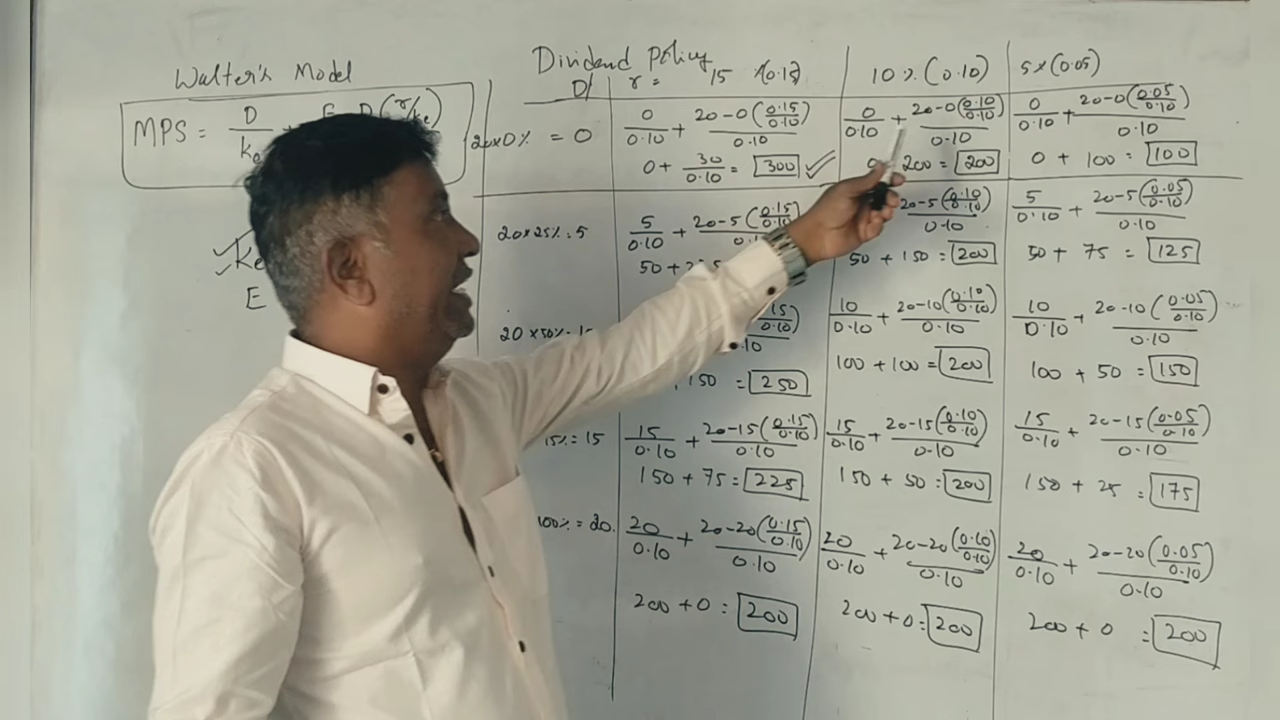 Walter's Model
MPS = D/ke + E-D(r/ke)
Ke
E
Dividend Policy
D/ r = 15 (0.15) 10% (0.10) 5% (0.05)
20x0% = 0
0/0.10 + 20-0(0.15/0.10)/0.10
0 + 30/0.10 = 300
0/0.10 + 20-0(0.10/0.10)/0.10
200 = 200
0/0.10 + 20-0(0.05/0.10)/0.10
0 + 100 = 100
20x25% = 5
5/0.10 + 20-5(0.15/0.10)/0.1
50+
20-5(0.10/0.10)/0.10
50 + 150 = 200
5/0.10 + 20-5(0.05/0.10)/0.10
50 + 75 = 125
20x50% - 1
15/0.10)/.10
150 = 250
10/0.10 + 20-10(0.10/0.10)/0.10
100 + 100 = 200
10/0.10 + 20-10(0.05/0.10)/0.10
100 + 50 = 150
15% = 15
15/0.10 + 20-15(0.15/0.10)/0.10
150 + 75 = 225
15/0.10 + 20-15(0.10/0.10)/0.10
150 + 50 = 200
15/0.10 + 20-15(0.05/0.10)/0.10
150 + 25 = 175
100% = 20.
20/0.10 + 20-20(0.15/0.10)/0.10
200 + 0 = 200
20/0.10 + 20-20(0.10/0.10)/0.10
200 + 0 = 200
20/0.10 + 20-20(0.05/0.10)/0.10
200 + 0 = 200